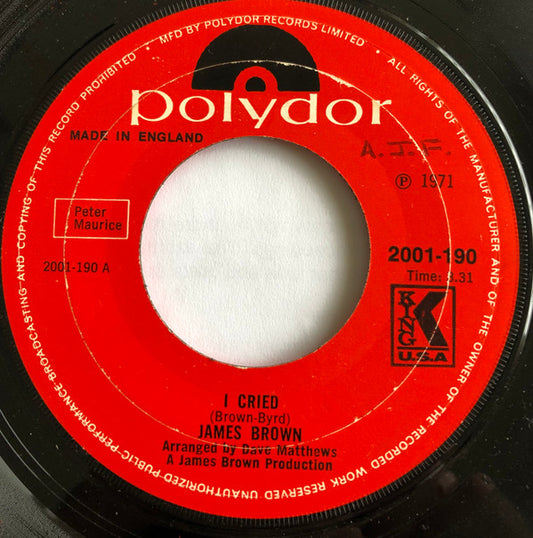 MFD BY POLYDOR RECORDS LIMITED • ALL RIGHTS OF THE MANUFACTURER AND OF THE OWNER OF THE RECORDED WORK RESERVED UNAUTHORIZED PUBLIC PERFORMANCE BROADCASTING AND COPYING OF THIS RECORD PROHIBITED •
polydor
MADE IN ENGLAND
A.J.F.
Ⓟ 1971
Peter
Maurice
2001-190
2001-190 A
Time: 3.31
KING
K
U.S.A
I CRIED
(Brown-Byrd)
JAMES BROWN
Arranged by Dave Matthews
A James Brown Production